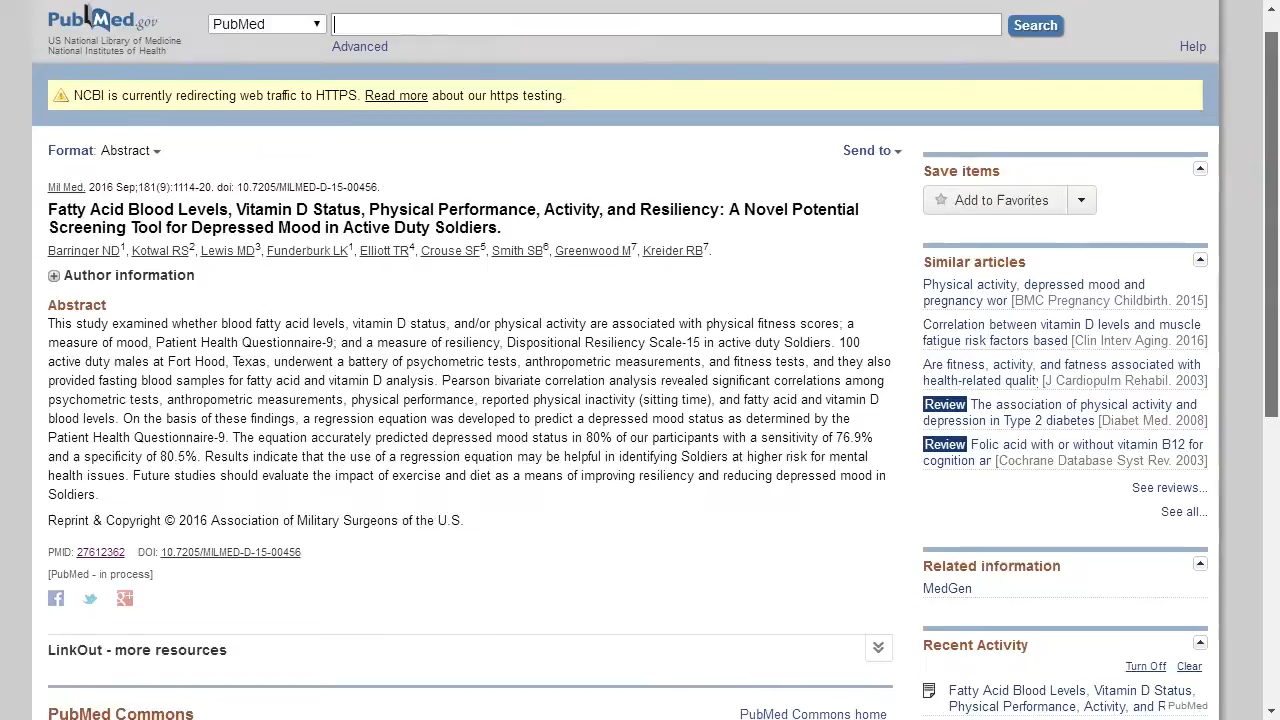 PubMed.gov
US National Library of Medicine
National Institutes of Health
PubMed
Search
Advanced
Help
NCBI is currently redirecting web traffic to HTTPS. Read more about our https testing.
Format: Abstract
Send to
Mil Med. 2016 Sep;181(9):1114-20. doi: 10.7205/MILMED-D-15-00456.
Fatty Acid Blood Levels, Vitamin D Status, Physical Performance, Activity, and Resiliency: A Novel Potential
Screening Tool for Depressed Mood in Active Duty Soldiers.
Barringer ND1, Kotwal RS2, Lewis MD3, Funderburk LK1, Elliott TR4, Crouse SF5, Smith SB6, Greenwood M7, Kreider RB7.
Author information
Abstract
This study examined whether blood fatty acid levels, vitamin D status, and/or physical activity are associated with physical fitness scores; a
measure of mood, Patient Health Questionnaire-9; and a measure of resiliency, Dispositional Resiliency Scale-15 in active duty Soldiers. 100
active duty males at Fort Hood, Texas, underwent a battery of psychometric tests, anthropometric measurements, and fitness tests, and they also
provided fasting blood samples for fatty acid and vitamin D analysis. Pearson bivariate correlation analysis revealed significant correlations among
psychometric tests, anthropometric measurements, physical performance, reported physical inactivity (sitting time), and fatty acid and vitamin D
blood levels. On the basis of these findings, a regression equation was developed to predict a depressed mood status as determined by the
Patient Health Questionnaire-9. The equation accurately predicted depressed mood status in 80% of our participants with a sensitivity of 76.9%
and a specificity of 80.5%. Results indicate that the use of a regression equation may be helpful in identifying Soldiers at higher risk for mental
health issues. Future studies should evaluate the impact of exercise and diet as a means of improving resiliency and reducing depressed mood in
Soldiers.
Reprint & Copyright © 2016 Association of Military Surgeons of the U.S.
PMID: 27612362 DOI: 10.7205/MILMED-D-15-00456
[PubMed - in process]
LinkOut - more resources
PubMed Commons
PubMed Commons home
Save items
Add to Favorites
Similar articles
Physical activity, depressed mood and
pregnancy wor [BMC Pregnancy Childbirth. 2015]
Correlation between vitamin D levels and muscle
fatigue risk factors based [Clin Interv Aging. 2016]
Are fitness, activity, and fatness associated with
health-related quality [J Cardiopulm Rehabil. 2003]
Review The association of physical activity and
depression in Type 2 diabetes [Diabet Med. 2008]
Review Folic acid with or without vitamin B12 for
cognition ar [Cochrane Database Syst Rev. 2003]
See reviews...
See all...
Related information
MedGen
Recent Activity
Turn Off Clear
Fatty Acid Blood Levels, Vitamin D Status,
Physical Performance, Activity, and R PubMed